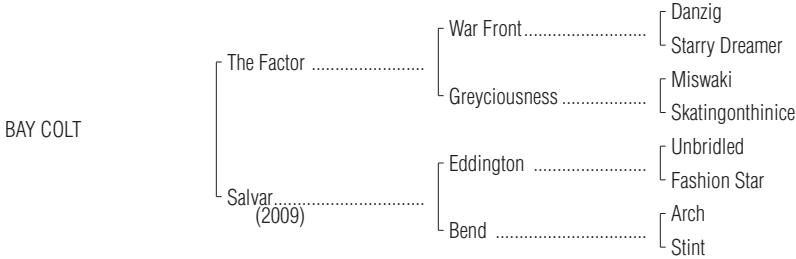 Danzig
War Front..........................
Starry Dreamer
The Factor ........................
Miswaki
Greyciousness ..................
Skatingonthinice
BAY COLT
Unbridled
Eddington ........................
Fashion Star
Salvar................................
(2009)
Arch
Bend ................................
Stint